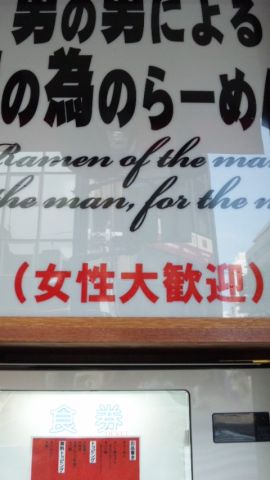 男の男による
の為のらーめん
Ramen of the ma
the man, for the m
(女性大歓迎)
食 券